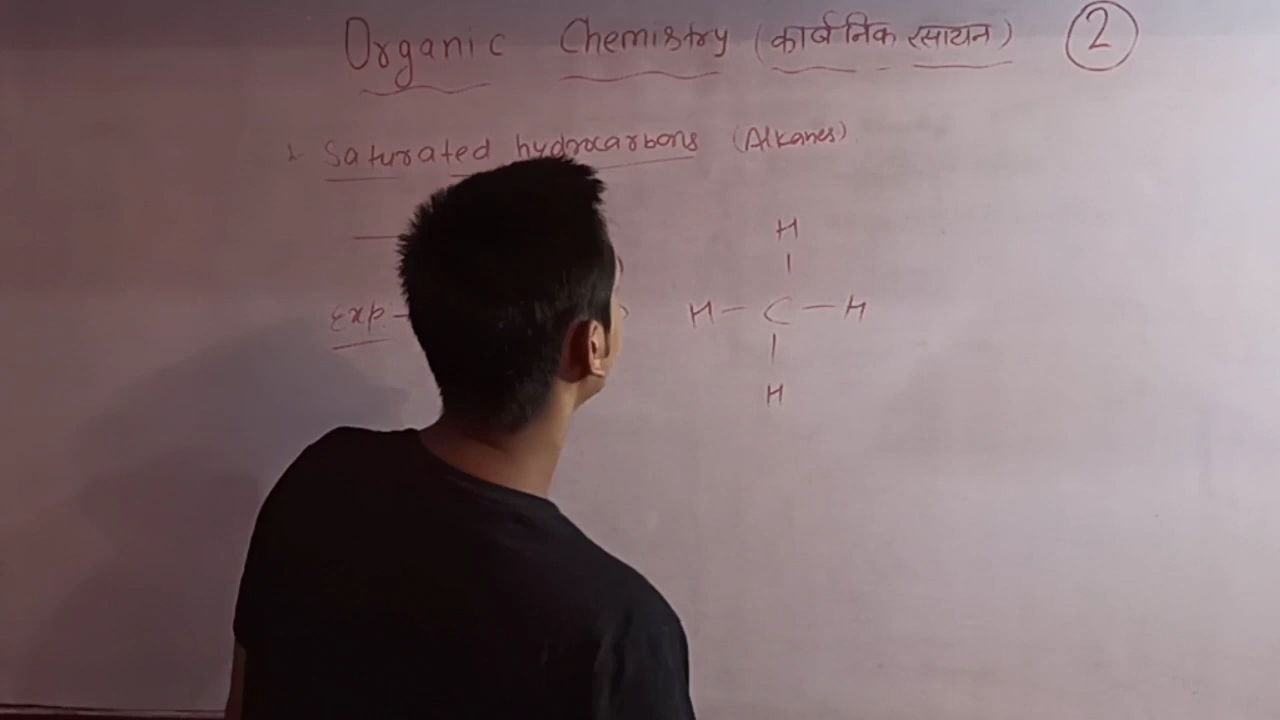 Organic Chemistry (कार्बनिक रसायन) 2
1. Saturated hydrocarbons (Alkanes)
H
|
Exp - H - C - H
|
H